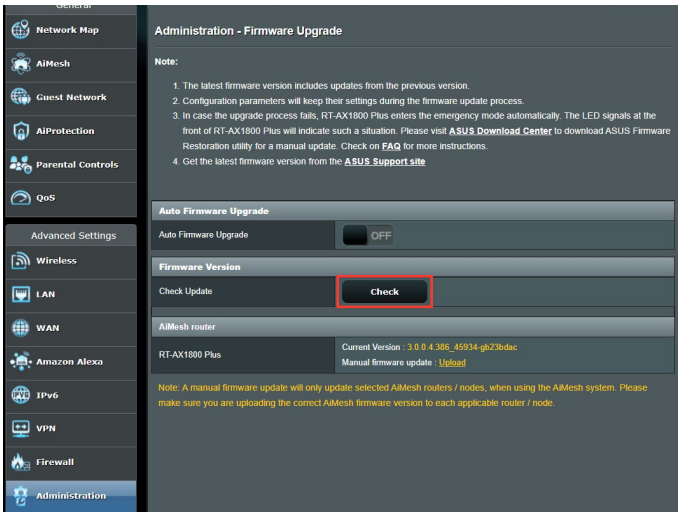 General
Network Map
AiMesh
Guest Network
AiProtection
Parental Controls
QoS
Advanced Settings
Wireless
LAN
WAN
Amazon Alexa
IPv6
IPv6
VPN
Firewall
Administration
Administration - Firmware Upgrade
Note:
1. The latest firmware version includes updates from the previous version.
2. Configuration parameters will keep their settings during the firmware update process.
3. In case the upgrade process fails, RT-AX1800 Plus enters the emergency mode automatically. The LED signals at the
front of RT-AX1800 Plus will indicate such a situation. Please visit ASUS Download Center to download ASUS Firmware
Restoration utility for a manual update. Check on FAQ for more instructions.
4. Get the latest firmware version from the ASUS Support site
Auto Firmware Upgrade
Auto Firmware Upgrade OFF
Firmware Version
Check Update Check
AiMesh router
RT-AX1800 Plus
Current Version : 3.0.0.4.386_45934-gb23bdac
Manual firmware update : Upload
Note: A manual firmware update will only update selected AiMesh routers / nodes, when using the AiMesh system. Please
make sure you are uploading the correct AiMesh firmware version to each applicable router / node.